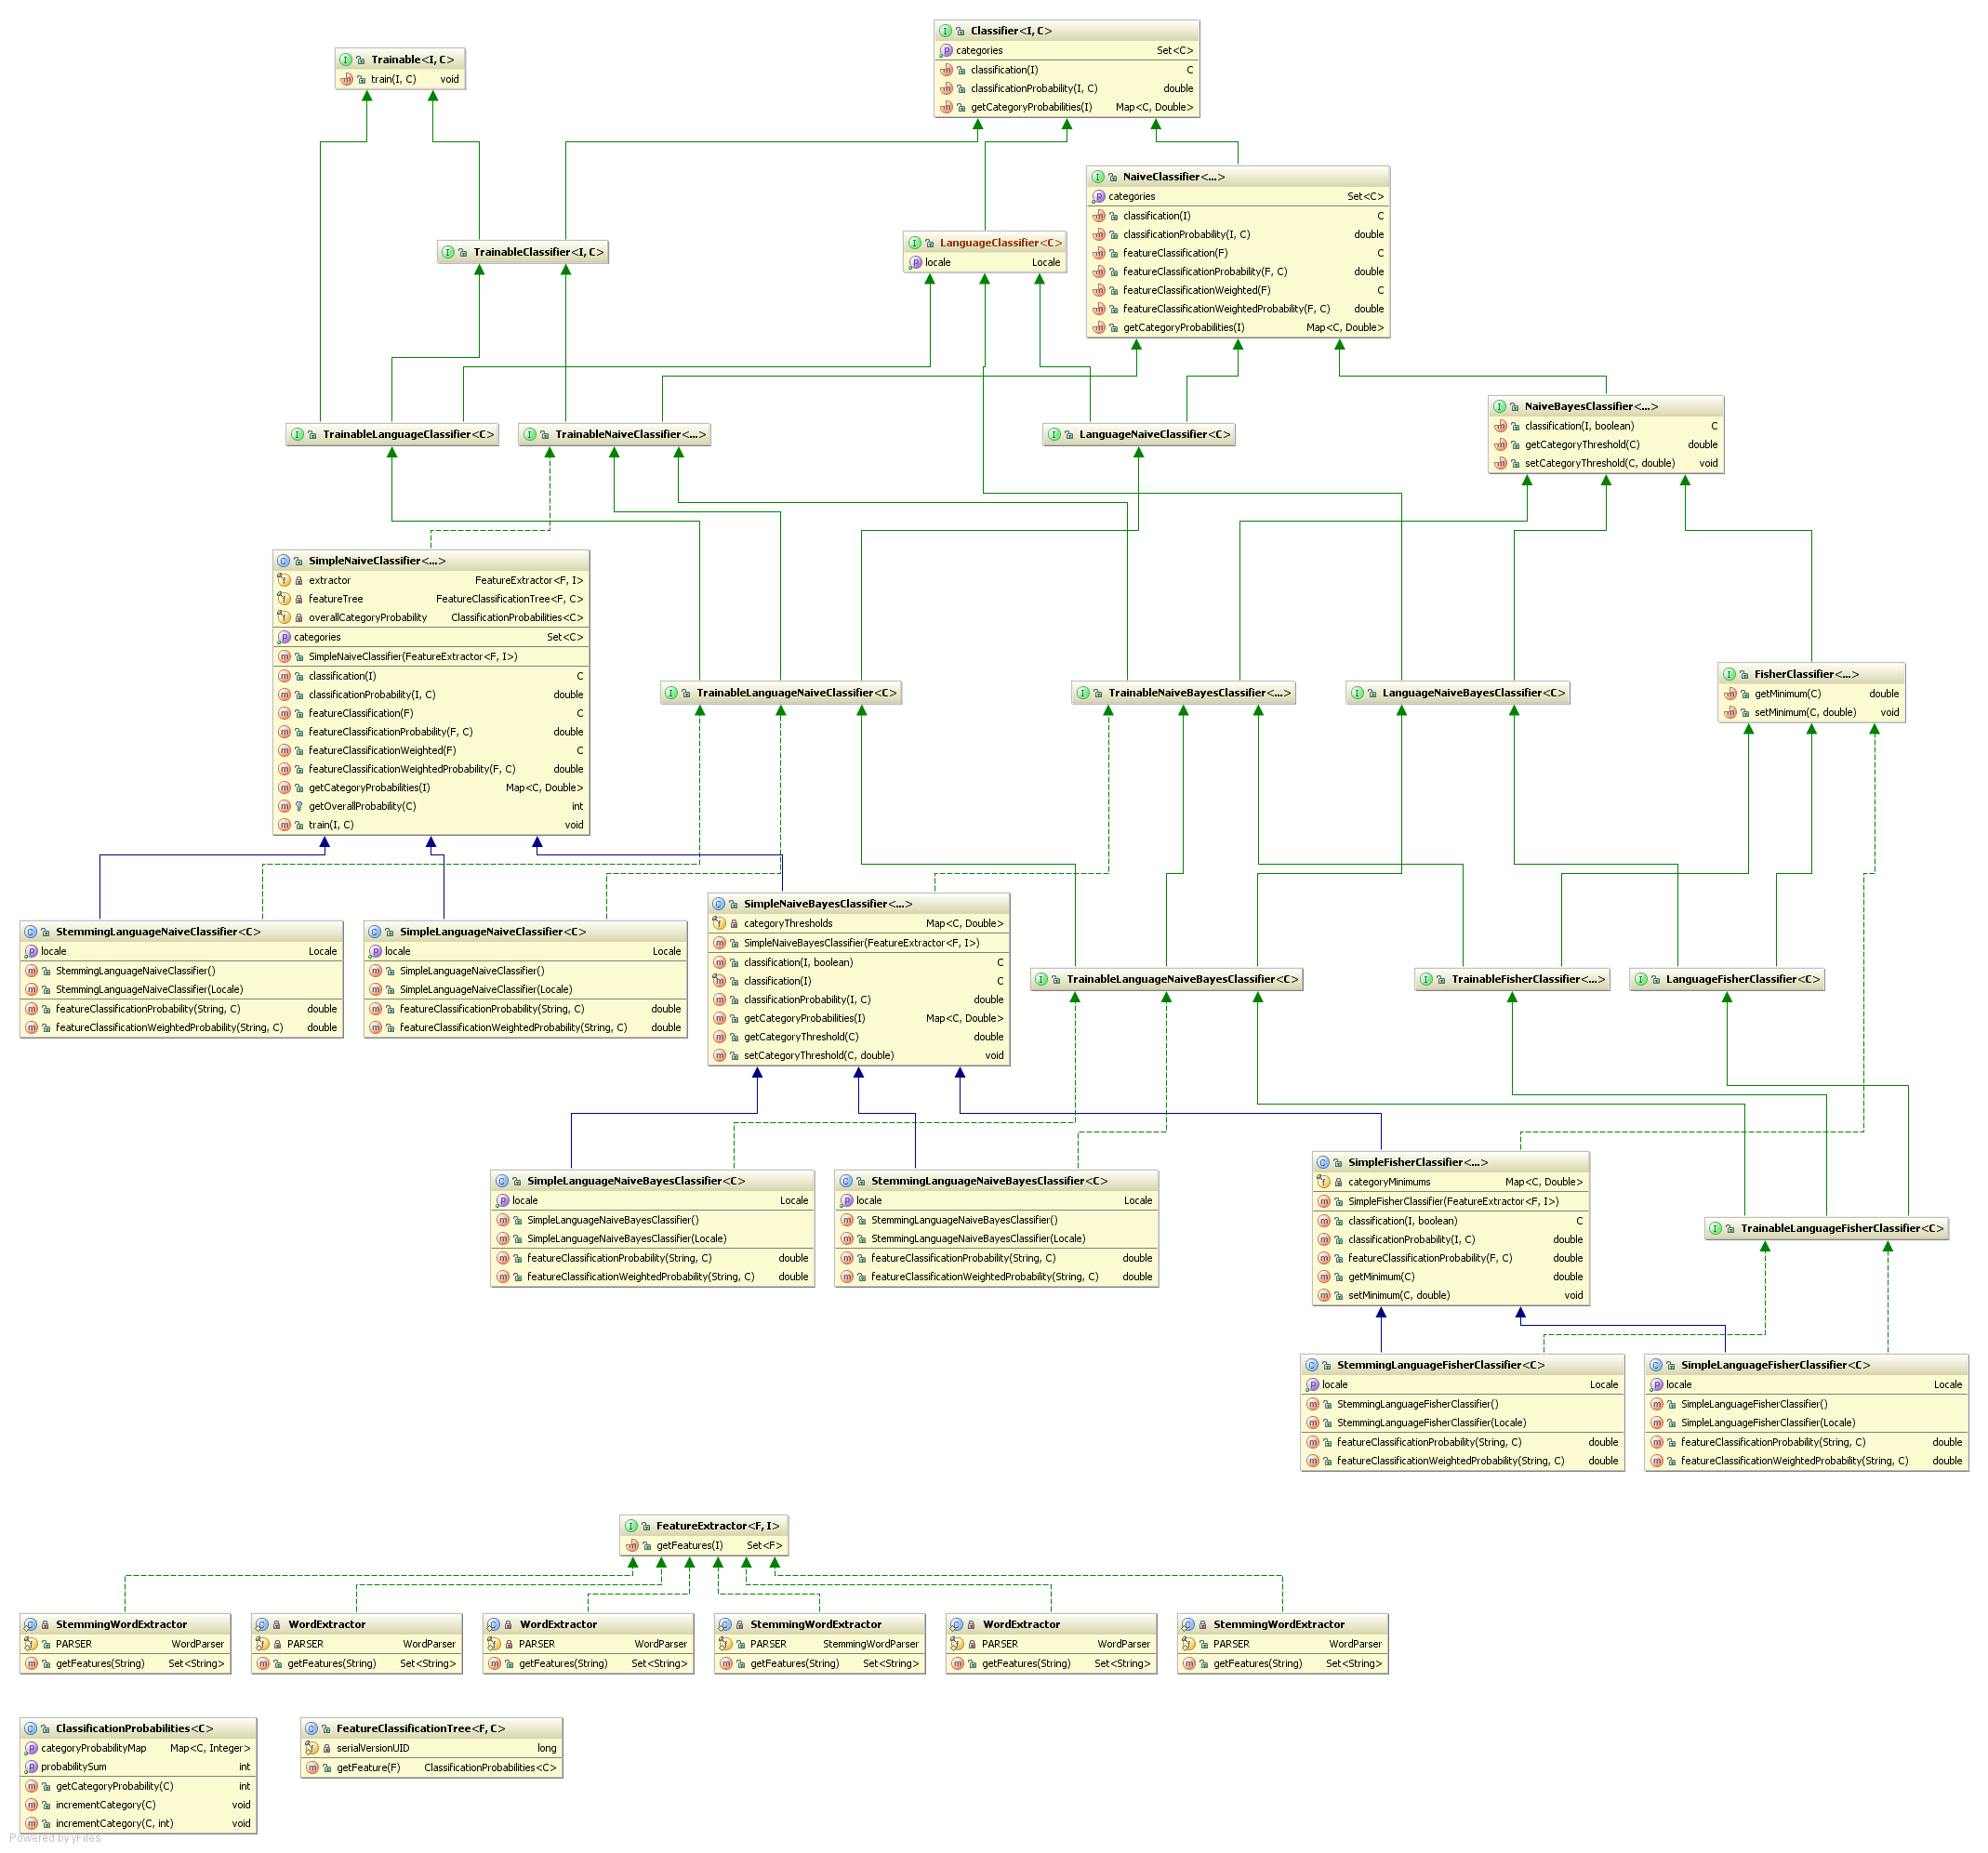 Classifier<I, C>
categories Set<C>
classification(I) C
classificationProbability(I, C) double
getCategoryProbabilities(I) Map<C, Double>
Trainable<I, C>
train(I, C) void
NaiveClassifier<...>
categories Set<C>
classification(I) C
classificationProbability(I, C) double
featureClassification(F) C
featureClassificationProbability(F, C) double
featureClassificationWeighted(F) C
featureClassificationWeightedProbability(F, C) double
getCategoryProbabilities(I) Map<C, Double>
TrainableClassifier<I, C>
LanguageClassifier<C>
locale Locale
TrainableLanguageClassifier<C>
TrainableNaiveClassifier<...>
LanguageNaiveClassifier<C>
NaiveBayesClassifier<...>
classification(I, boolean) C
getCategoryThreshold(C) double
setCategoryThreshold(C, double) void
SimpleNaiveClassifier<...>
extractor FeatureExtractor<F, I>
featureTree FeatureClassificationTree<F, C>
overallCategoryProbability ClassificationProbabilities<C>
categories Set<C>
SimpleNaiveClassifier(FeatureExtractor<F, I>)
classification(I) C
classificationProbability(I, C) double
featureClassification(F) C
featureClassificationProbability(F, C) double
featureClassificationWeighted(F) C
featureClassificationWeightedProbability(F, C) double
getCategoryProbabilities(I) Map<C, Double>
getOverallProbability(C) int
train(I, C) void
TrainableLanguageNaiveClassifier<C>
TrainableNaiveBayesClassifier<...>
LanguageNaiveBayesClassifier<C>
FisherClassifier<...>
getMinimum(C) double
setMinimum(C, double) void
StemmingLanguageNaiveClassifier<C>
locale Locale
StemmingLanguageNaiveClassifier()
StemmingLanguageNaiveClassifier(Locale)
featureClassificationProbability(String, C) double
featureClassificationWeightedProbability(String, C) double
SimpleLanguageNaiveClassifier<C>
locale Locale
SimpleLanguageNaiveClassifier()
SimpleLanguageNaiveClassifier(Locale)
featureClassificationProbability(String, C) double
featureClassificationWeightedProbability(String, C) double
SimpleNaiveBayesClassifier<...>
categoryThresholds Map<C, Double>
SimpleNaiveBayesClassifier(FeatureExtractor<F, I>)
classification(I, boolean) C
classification(I) C
classificationProbability(I, C) double
getCategoryProbabilities(I) Map<C, Double>
getCategoryThreshold(C) double
setCategoryThreshold(C, double) void
TrainableLanguageNaiveBayesClassifier<C>
TrainableFisherClassifier<...>
LanguageFisherClassifier<C>
SimpleLanguageNaiveBayesClassifier<C>
locale Locale
SimpleLanguageNaiveBayesClassifier()
SimpleLanguageNaiveBayesClassifier(Locale)
featureClassificationProbability(String, C) double
featureClassificationWeightedProbability(String, C) double
StemmingLanguageNaiveBayesClassifier<C>
locale Locale
StemmingLanguageNaiveBayesClassifier()
StemmingLanguageNaiveBayesClassifier(Locale)
featureClassificationProbability(String, C) double
featureClassificationWeightedProbability(String, C) double
SimpleFisherClassifier<...>
categoryMinimums Map<C, Double>
SimpleFisherClassifier(FeatureExtractor<F, I>)
classification(I, boolean) C
classificationProbability(I, C) double
featureClassificationProbability(F, C) double
getMinimum(C) double
setMinimum(C, double) void
TrainableLanguageFisherClassifier<C>
StemmingLanguageFisherClassifier<C>
locale Locale
StemmingLanguageFisherClassifier()
StemmingLanguageFisherClassifier(Locale)
featureClassificationProbability(String, C) double
featureClassificationWeightedProbability(String, C) double
SimpleLanguageFisherClassifier<C>
locale Locale
SimpleLanguageFisherClassifier()
SimpleLanguageFisherClassifier(Locale)
featureClassificationProbability(String, C) double
featureClassificationWeightedProbability(String, C) double
FeatureExtractor<F, I>
getFeatures(I) Set<F>
StemmingWordExtractor
PARSER WordParser
getFeatures(String) Set<String>
WordExtractor
PARSER WordParser
getFeatures(String) Set<String>
WordExtractor
PARSER WordParser
getFeatures(String) Set<String>
StemmingWordExtractor
PARSER StemmingWordParser
getFeatures(String) Set<String>
WordExtractor
PARSER WordParser
getFeatures(String) Set<String>
StemmingWordExtractor
PARSER WordParser
getFeatures(String) Set<String>
ClassificationProbabilities<C>
categoryProbabilityMap Map<C, Integer>
probabilitySum int
getCategoryProbability(C) int
incrementCategory(C) void
incrementCategory(C, int) void
FeatureClassificationTree<F, C>
serialVersionUID long
getFeature(F) ClassificationProbabilities<C>
Powered by yFiles